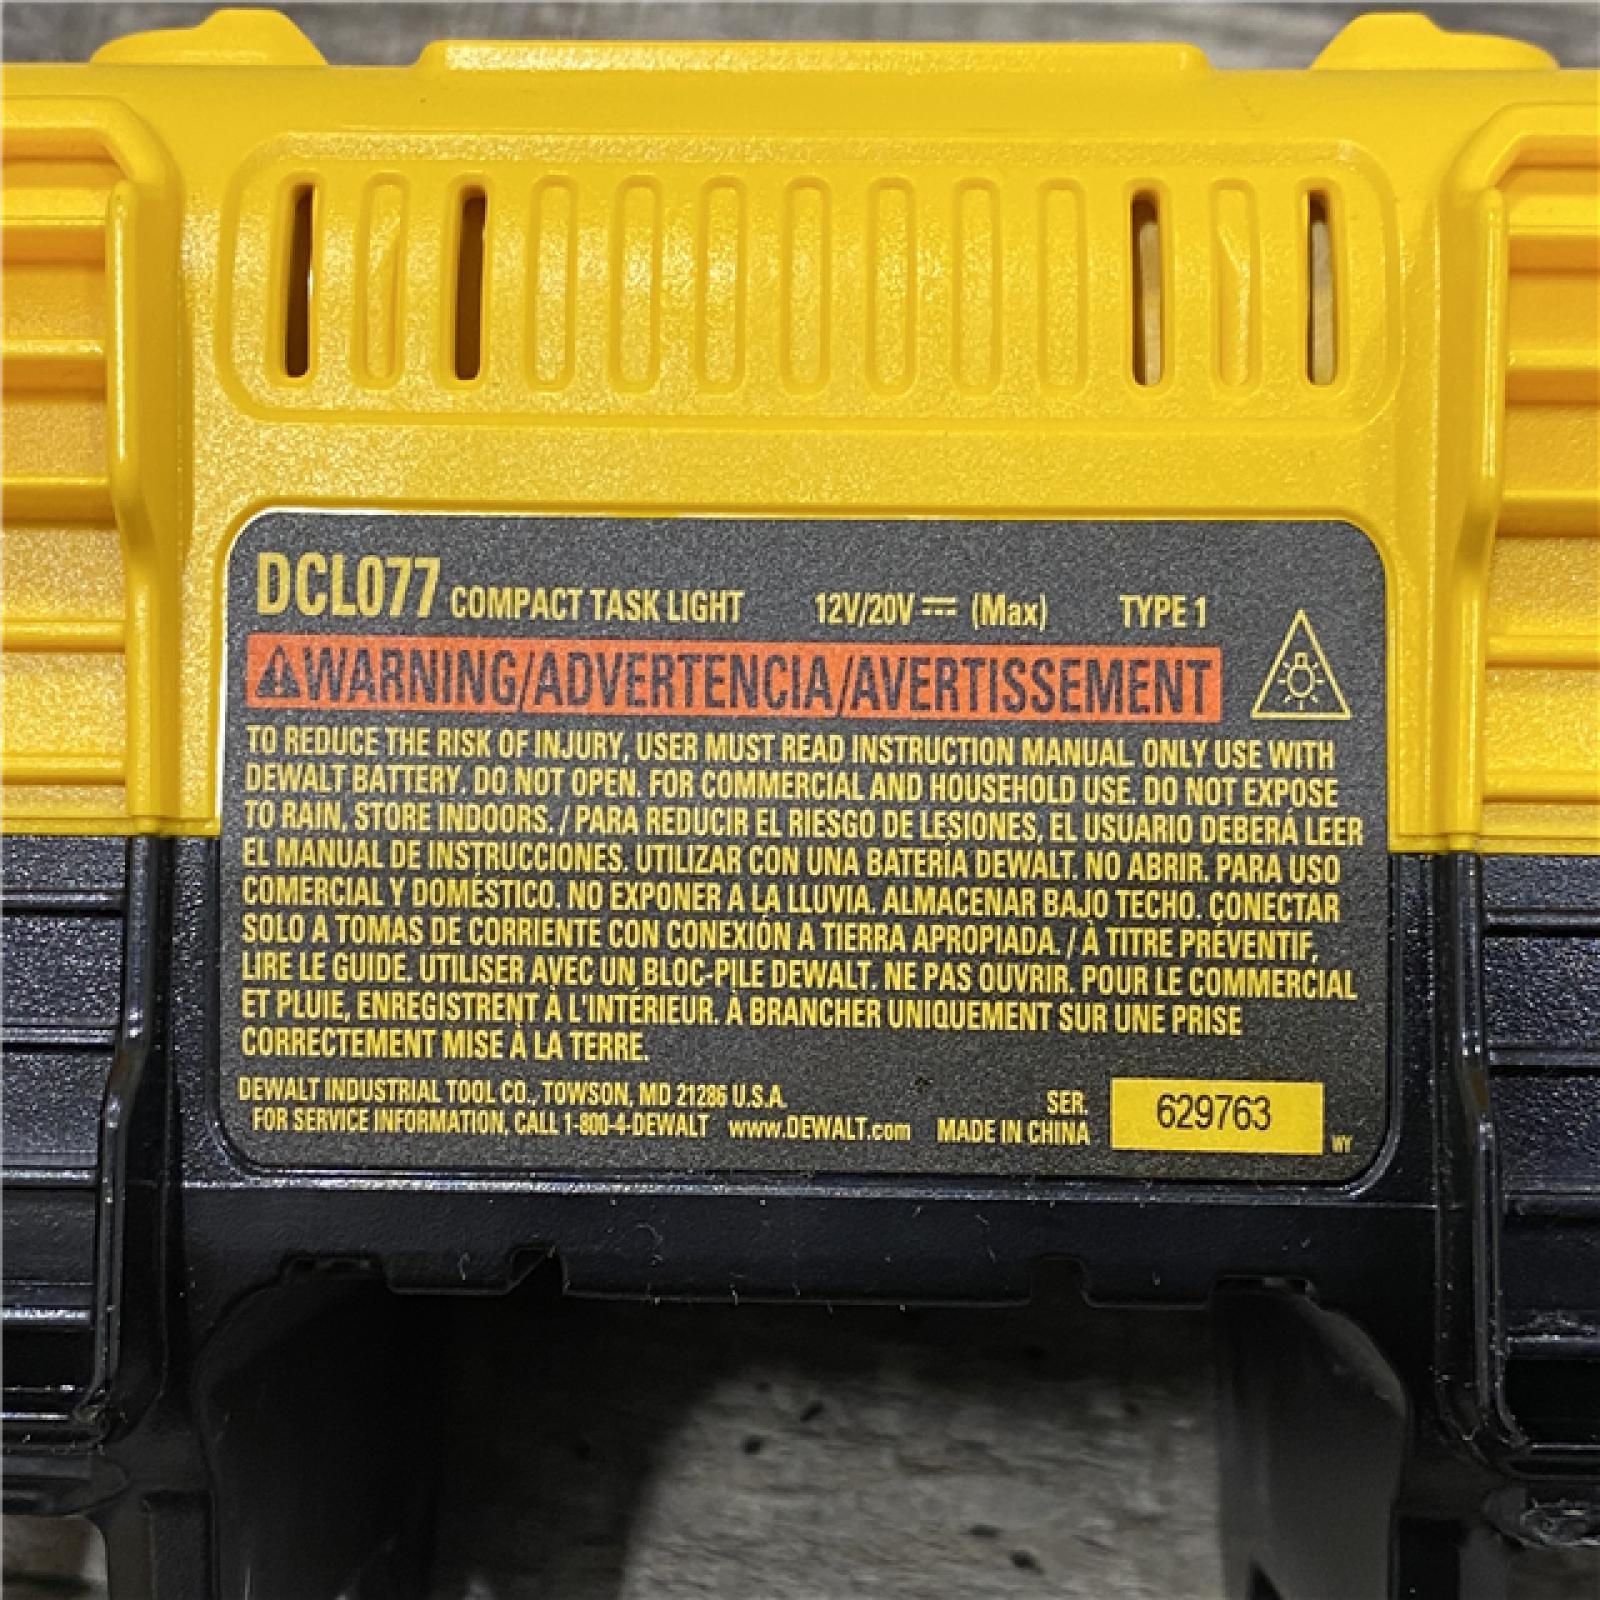 DCL077 COMPACT TASK LIGHT 12V/20V ⎓ (Max) TYPE 1
⚠WARNING/ADVERTENCIA/AVERTISSEMENT
TO REDUCE THE RISK OF INJURY, USER MUST READ INSTRUCTION MANUAL. ONLY USE WITH
DEWALT BATTERY. DO NOT OPEN. FOR COMMERCIAL AND HOUSEHOLD USE. DO NOT EXPOSE
TO RAIN, STORE INDOORS. / PARA REDUCIR EL RIESGO DE LESIONES, EL USUARIO DEBERÁ LEER
EL MANUAL DE INSTRUCCIONES. UTILIZAR CON UNA BATERÍA DEWALT. NO ABRIR. PARA USO
COMERCIAL Y DOMÉSTICO. NO EXPONER A LA LLUVIA. ALMACENAR BAJO TECHO. CONECTAR
SOLO A TOMAS DE CORRIENTE CON CONEXIÓN A TIERRA APROPIADA. / À TITRE PRÉVENTIF,
LIRE LE GUIDE. UTILISER AVEC UN BLOC-PILE DEWALT. NE PAS OUVRIR. POUR LE COMMERCIAL
ET PLUIE, ENREGISTRENT À L'INTÉRIEUR. À BRANCHER UNIQUEMENT SUR UNE PRISE
CORRECTEMENT MISE À LA TERRE.
DEWALT INDUSTRIAL TOOL CO., TOWSON, MD 21286 U.S.A.
FOR SERVICE INFORMATION, CALL 1-800-4-DEWALT www.DEWALT.com
SER.
MADE IN CHINA
629763
WY